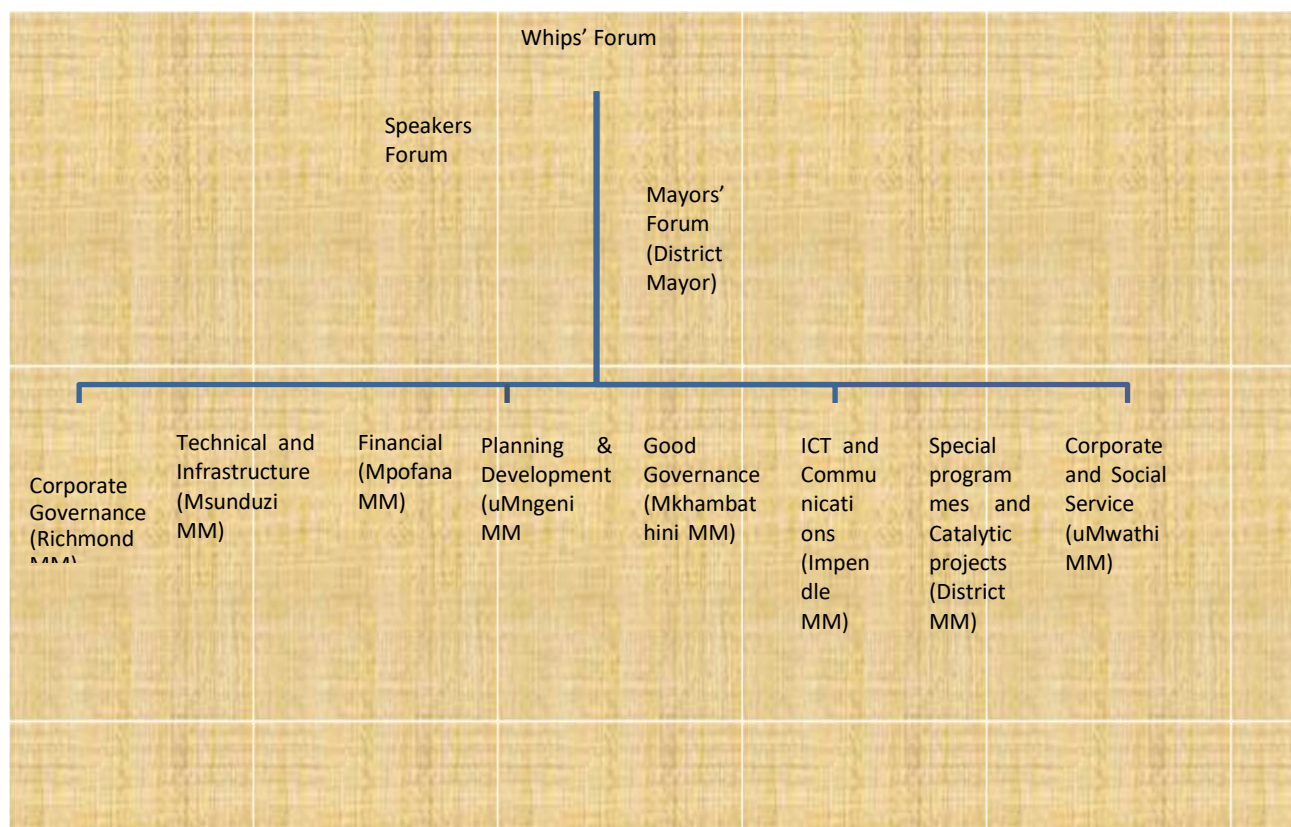 Whips’ Forum
Speakers
Forum
Mayors’
Forum
(District
Mayor)
Corporate
Governance
(Richmond
MM)
Technical and
Infrastructure
(Msunduzi
MM)
Financial
(Mpofana
MM)
Planning &
Development
(uMngeni
MM
Good
Governance
(Mkhambat
hini MM)
ICT and
Commu
nicati
ons
(Impen
dle
MM)
Special
program
mes and
Catalytic
projects
(District
MM)
Corporate
and Social
Service
(uMwathi
MM)